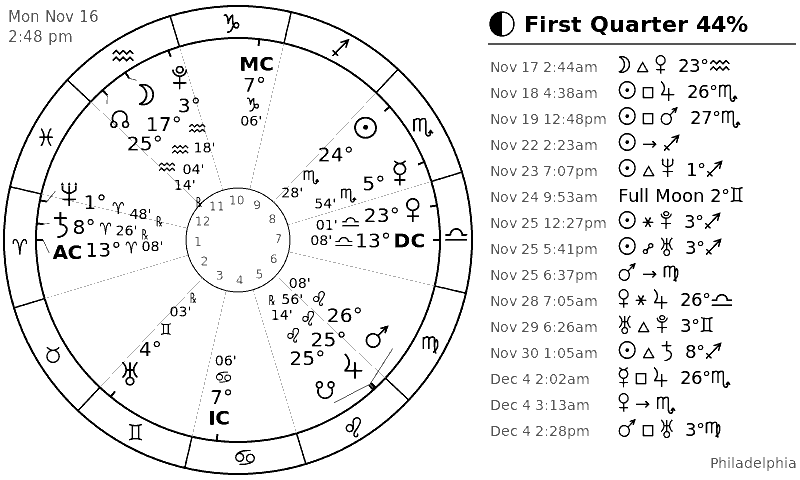 Mon Nov 16
2:48 pm
♑
♒
♐
♓
♏
♈
♎
♉
♍
♊
♋
♌
MC
7°
♑
06'
♇ 3° ♒ 18'
☽ 17° ♒ 04'
☊ 25° ♒ 14' ℞
☉ 24° ♏ 28'
☿ 5° ♏ 54'
♀ 23° ♎ 01'
DC 13° ♎ 08'
♆ 1° ♈ 48' ℞
♄ 8° ♈ 26' ℞
AC 13° ♈ 08'
1
2
3
4
5
6
7
8
9
10
11
12
♅ 4° ♊ 03' ℞
06'
♋
7°
IC
♂ 26° ♌ 08'
♃ 25° ♌ 56'
☋ 25° ♌ 14' ℞
First Quarter 44%
Nov 17 2:44am ☽ △ ♀ 23°♒
Nov 18 4:38am ☉ □ ♃ 26°♏
Nov 19 12:48pm ☉ □ ♂ 27°♏
Nov 22 2:23am ☉ → ♐
Nov 23 7:07pm ☉ △ ♆ 1°♐
Nov 24 9:53am Full Moon 2°♊
Nov 25 12:27pm ☉ ⚹ ♇ 3°♐
Nov 25 5:41pm ☉ ☍ ♅ 3°♐
Nov 25 6:37pm ♂ → ♍
Nov 28 7:05am ♀ ⚹ ♃ 26°♎
Nov 29 6:26am ♅ △ ♇ 3°♊
Nov 30 1:05am ☉ △ ♄ 8°♐
Dec 4 2:02am ☿ □ ♃ 26°♏
Dec 4 3:13am ♀ → ♏
Dec 4 2:28pm ♂ □ ♅ 3°♍
Philadelphia